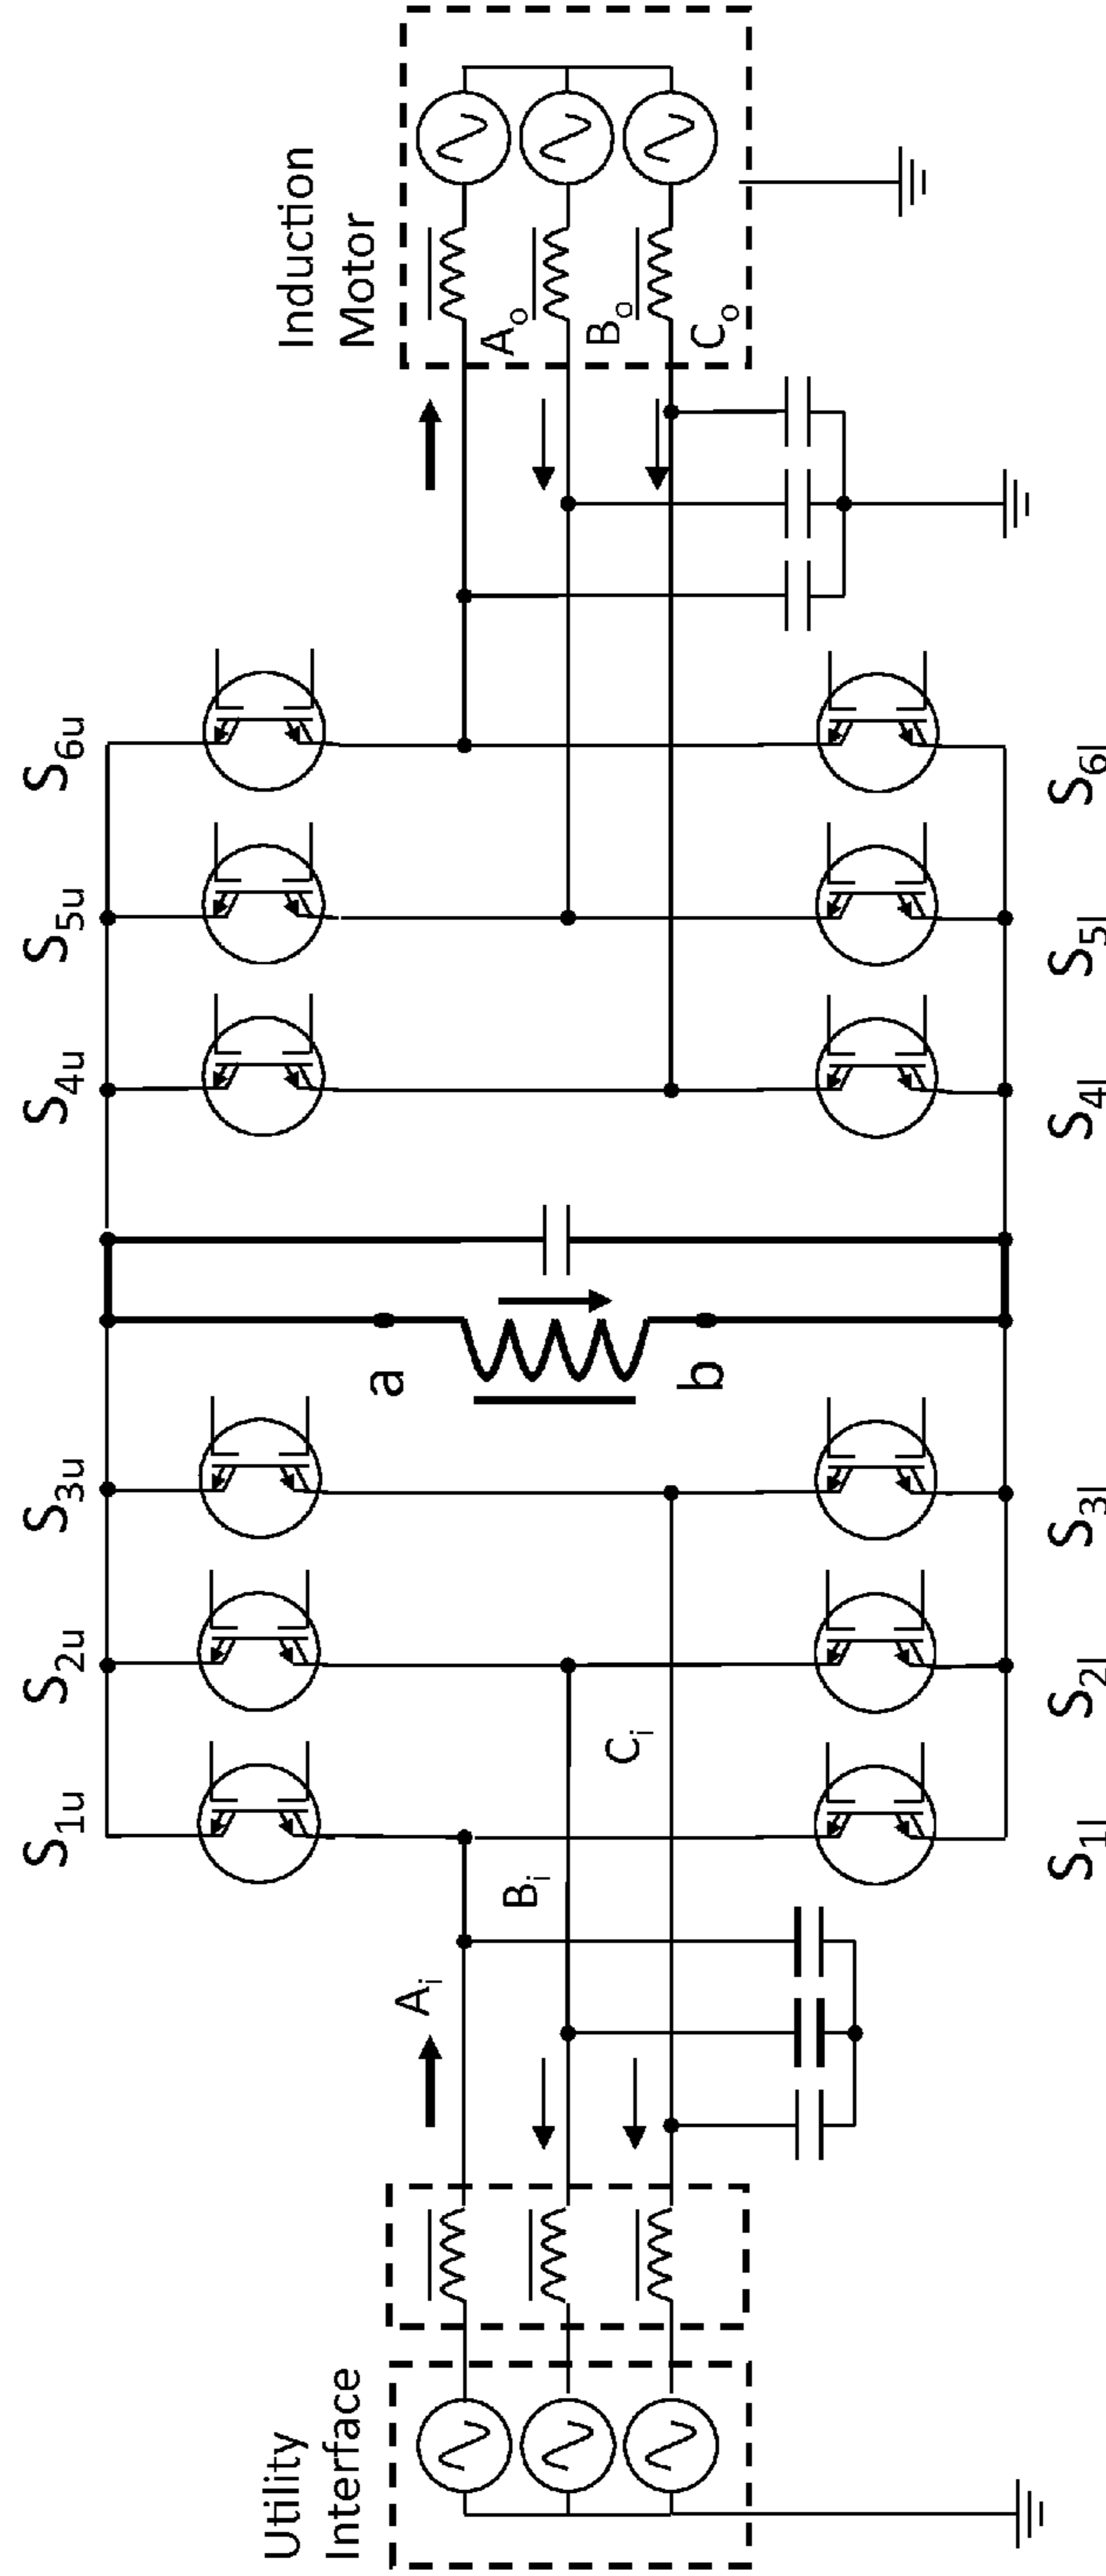 S1u S2u S3u S4u S5u S6u
Utility
Interface
Induction
Motor
Ai
Bi
Ci
a
b
Ao
Bo
Co
S1l S2l S3l S4l S5l S6l